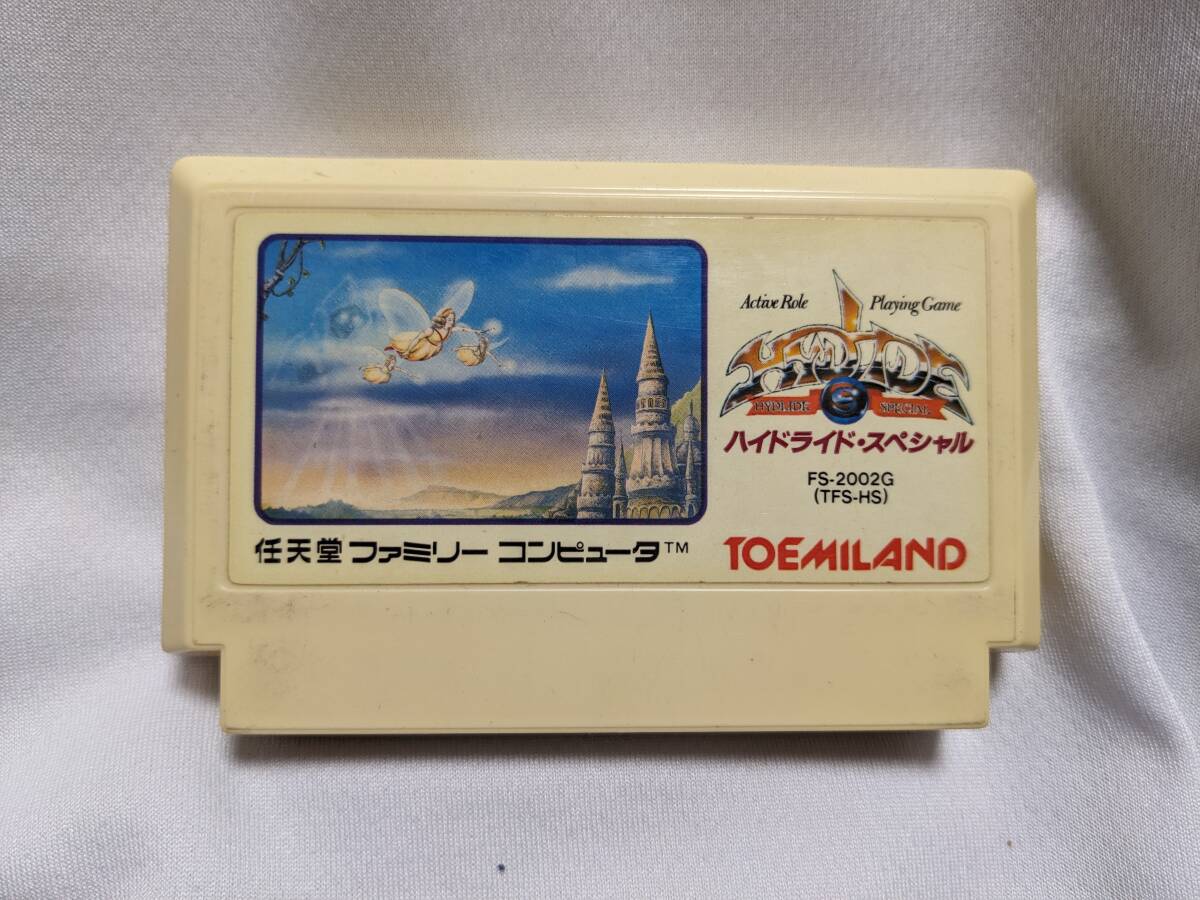 Active Role Playing Game
HYDLIDE
HYDLIDE S SPECIAL
ハイドライド・スペシャル
FS-2002G
(TFS-HS)
任天堂 ファミリー コンピュータ™
TOEMILAND